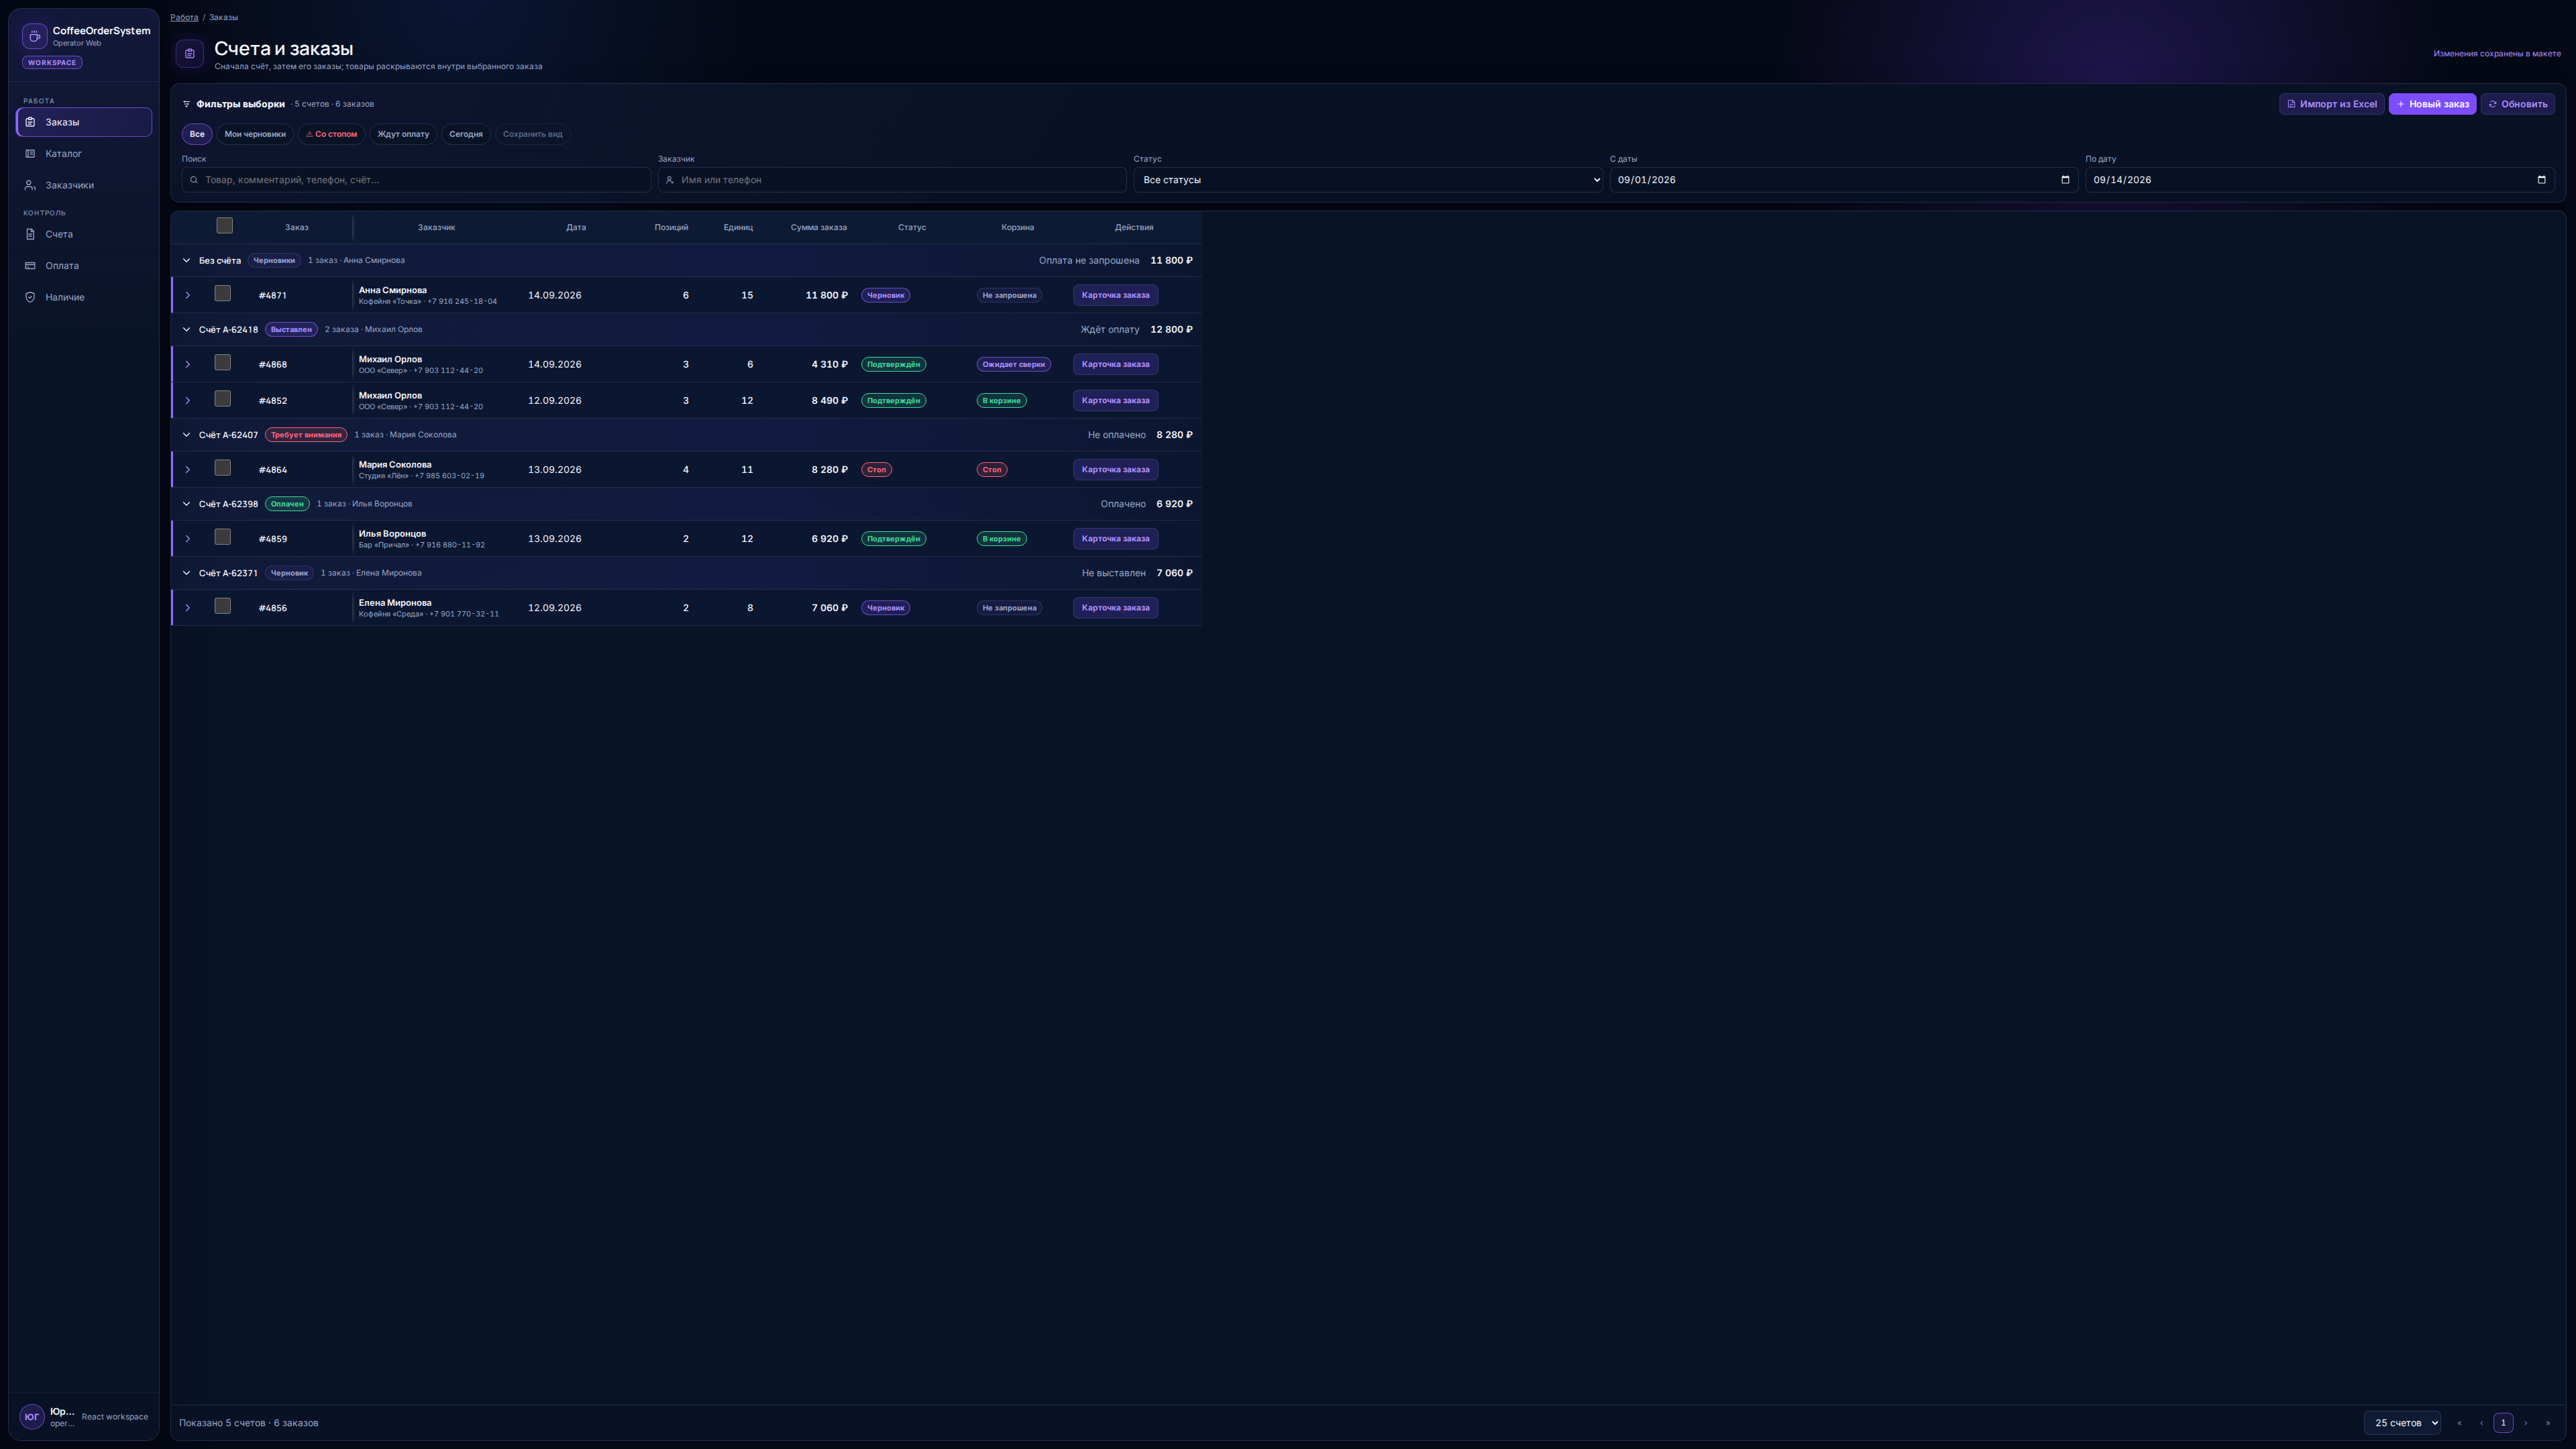 CoffeeOrderSystem
Operator Web
WORKSPACE
РАБОТА
Заказы
Каталог
Заказчики
КОНТРОЛЬ
Счета
Оплата
Наличие
ЮГ
Юр...
oper...
React workspace
Работа / Заказы
Счета и заказы
Сначала счёт, затем его заказы; товары раскрываются внутри выбранного заказа
Изменения сохранены в макете
Фильтры выборки · 5 счетов · 6 заказов
Импорт из Excel
Новый заказ
Обновить
Все
Мои черновики
⚠ Со стопом
Ждут оплату
Сегодня
Сохранить вид
Поиск
Товар, комментарий, телефон, счёт...
Заказчик
Имя или телефон
Статус
Все статусы
С даты
09/01/2026
По дату
09/14/2026
Заказ Заказчик Дата Позиций Единиц Сумма заказа Статус Корзина Действия
Без счёта Черновики 1 заказ · Анна Смирнова Оплата не запрошена 11 800 ₽
#4871 Анна Смирнова 14.09.2026 6 15 11 800 ₽ Черновик Не запрошена Карточка заказа
Кофейня «Точка» · +7 916 245-18-04
Счёт А-62418 Выставлен 2 заказа · Михаил Орлов Ждёт оплату 12 800 ₽
#4868 Михаил Орлов 14.09.2026 3 6 4 310 ₽ Подтверждён Ожидает сверки Карточка заказа
ООО «Север» · +7 903 112-44-20
#4852 Михаил Орлов 12.09.2026 3 12 8 490 ₽ Подтверждён В корзине Карточка заказа
ООО «Север» · +7 903 112-44-20
Счёт А-62407 Требует внимания 1 заказ · Мария Соколова Не оплачено 8 280 ₽
#4864 Мария Соколова 13.09.2026 4 11 8 280 ₽ Стоп Стоп Карточка заказа
Студия «Лён» · +7 985 603-02-19
Счёт А-62398 Оплачен 1 заказ · Илья Воронцов Оплачено 6 920 ₽
#4859 Илья Воронцов 13.09.2026 2 12 6 920 ₽ Подтверждён В корзине Карточка заказа
Бар «Причал» · +7 916 880-11-92
Счёт А-62371 Черновик 1 заказ · Елена Миронова Не выставлен 7 060 ₽
#4856 Елена Миронова 12.09.2026 2 8 7 060 ₽ Черновик Не запрошена Карточка заказа
Кофейня «Среда» · +7 901 770-32-11
Показано 5 счетов · 6 заказов
25 счетов « ‹ 1 › »